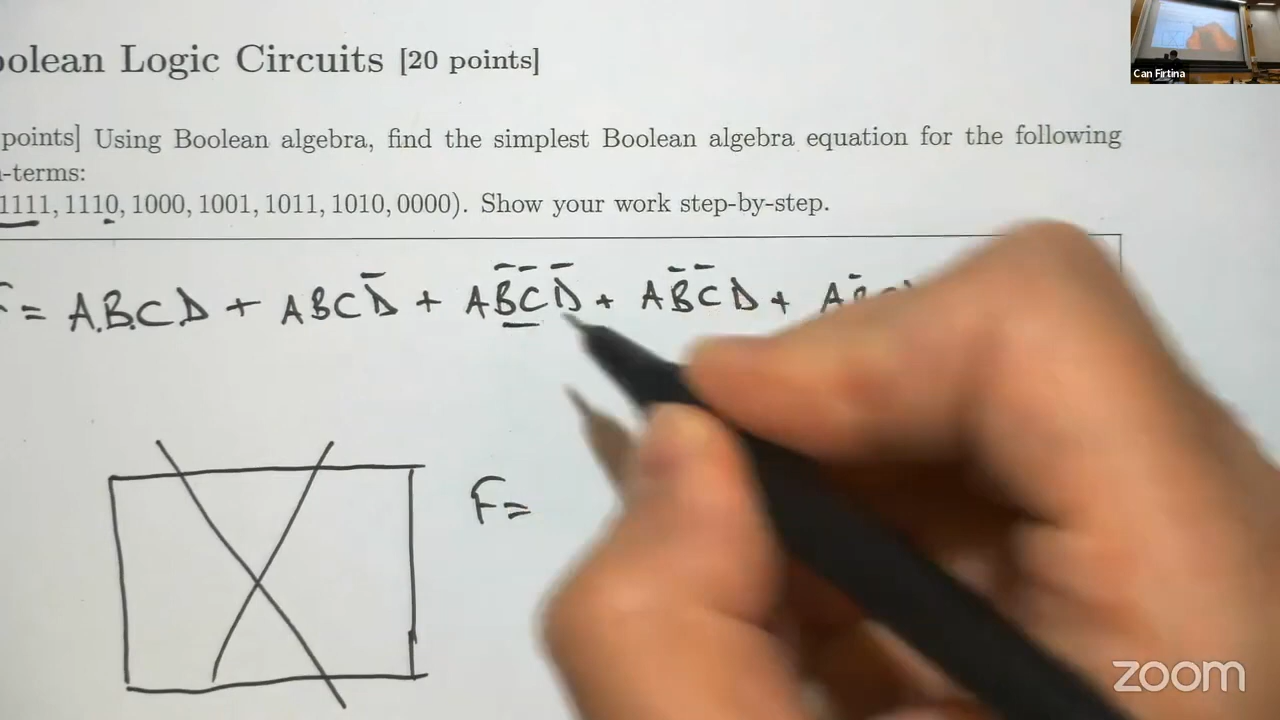 Can Firtina
oolean Logic Circuits [20 points]
points] Using Boolean algebra, find the simplest Boolean algebra equation for the following
-terms:
1111, 1110, 1000, 1001, 1011, 1010, 0000). Show your work step-by-step.
= A.B.C.D + ABCD̅ + AB̅C̅D̅ + AB̅C̅D + A
F=
zoom